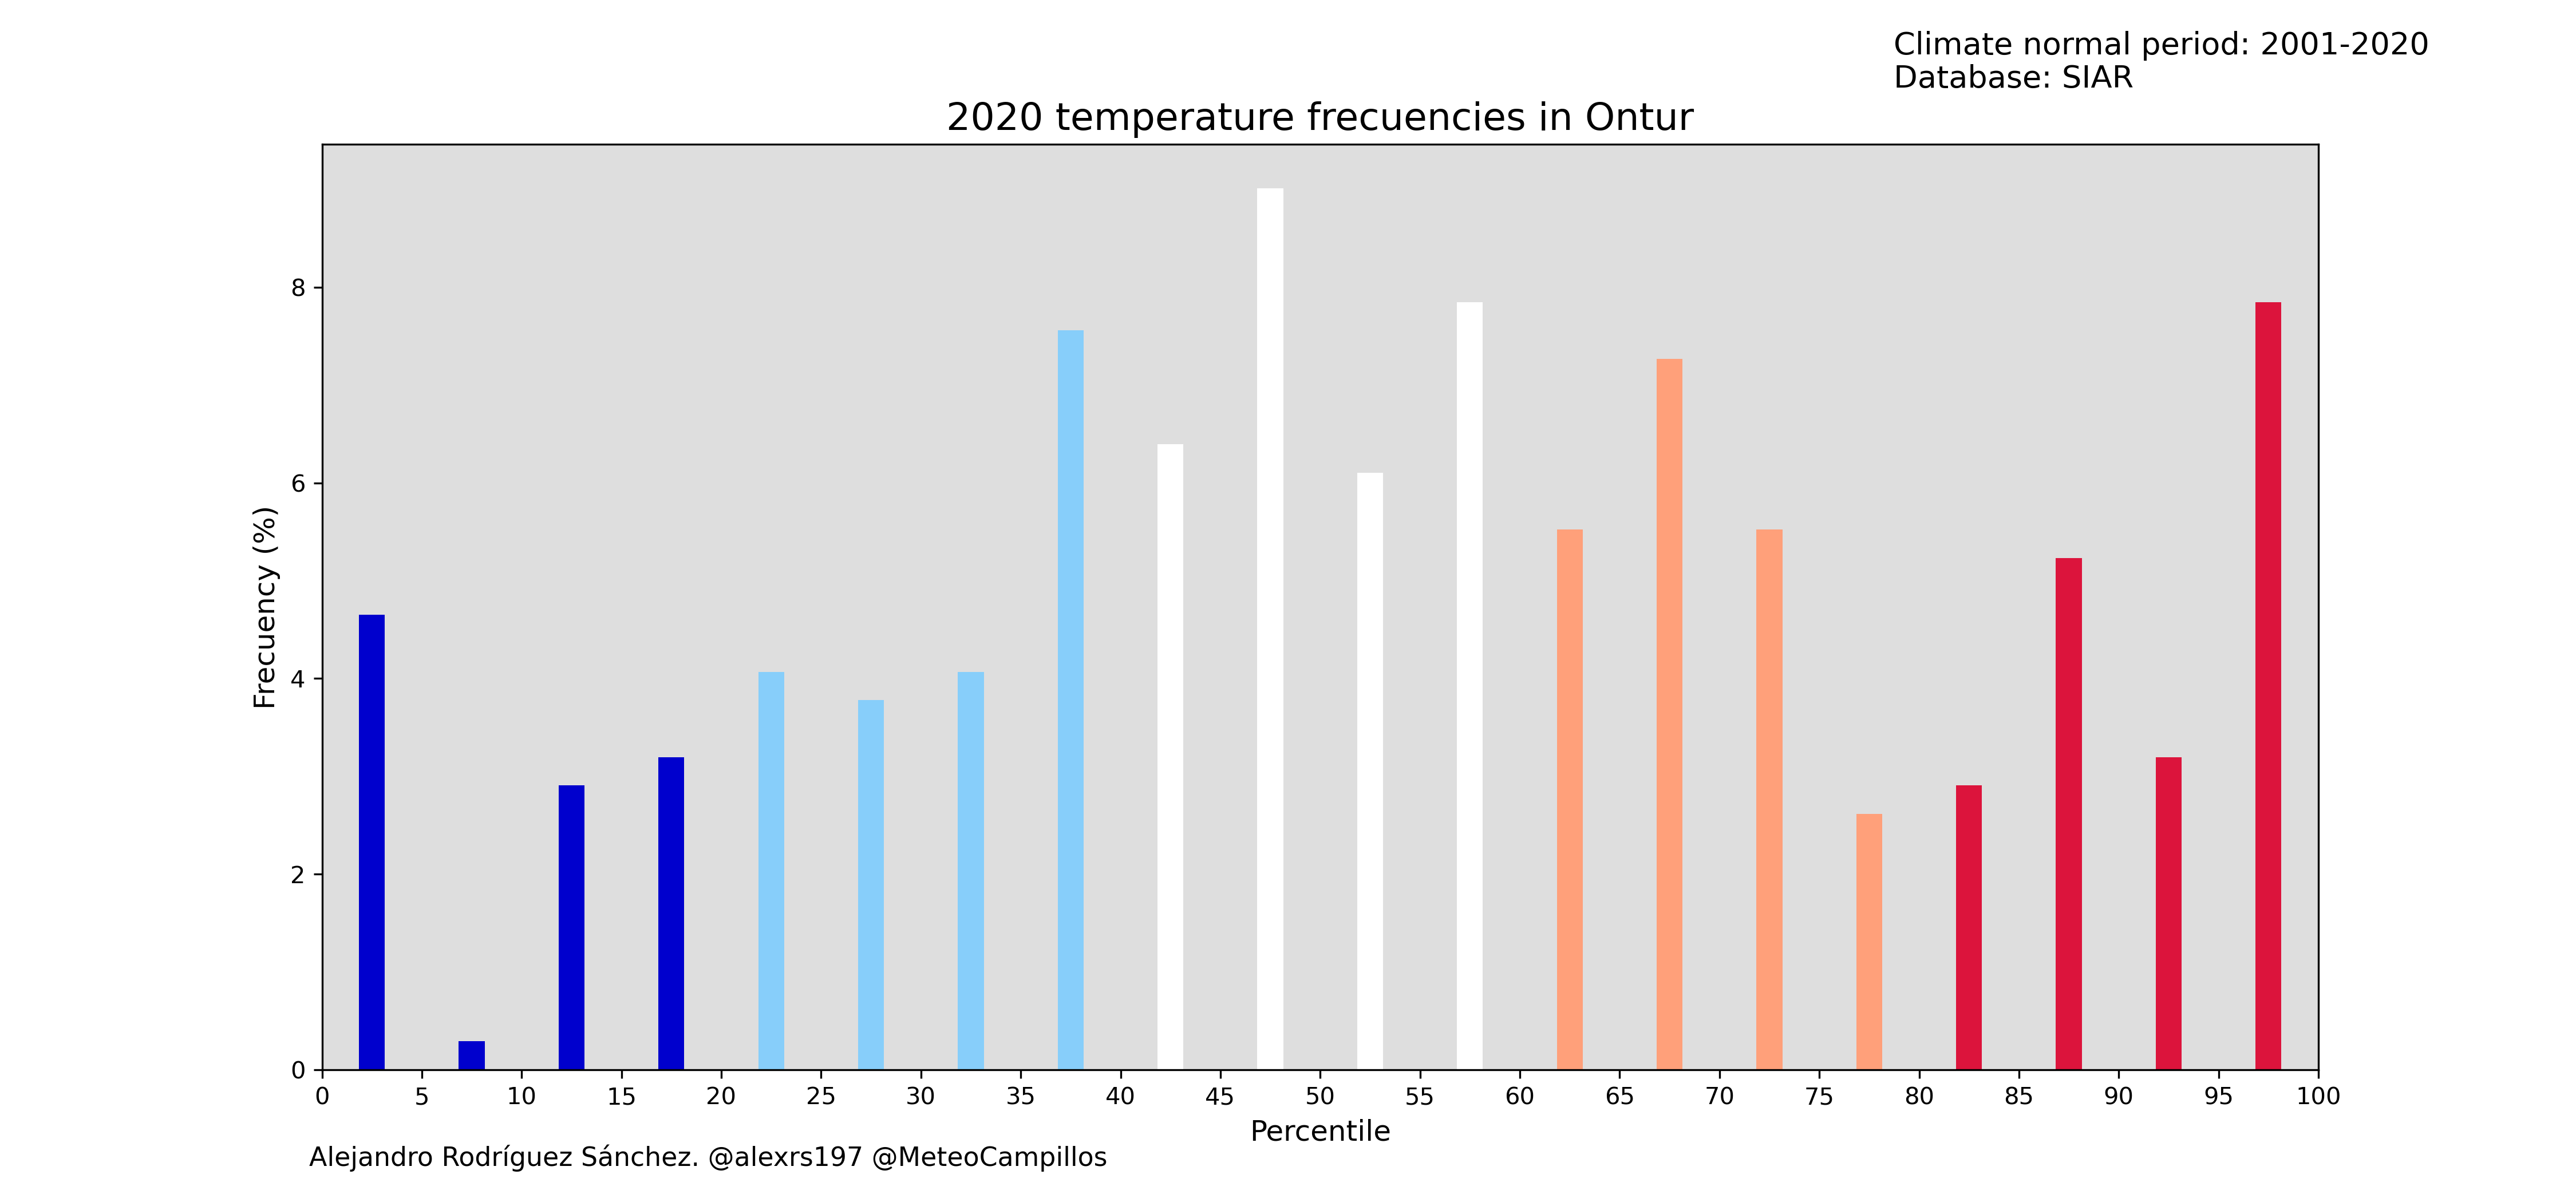 Climate normal period: 2001-2020
Database: SIAR
2020 temperature frecuencies in Ontur
Frecuency (%)
8
6
4
2
0
0 5 10 15 20 25 30 35 40 45 50 55 60 65 70 75 80 85 90 95 100
Percentile
Alejandro Rodríguez Sánchez. @alexrs197 @MeteoCampillos